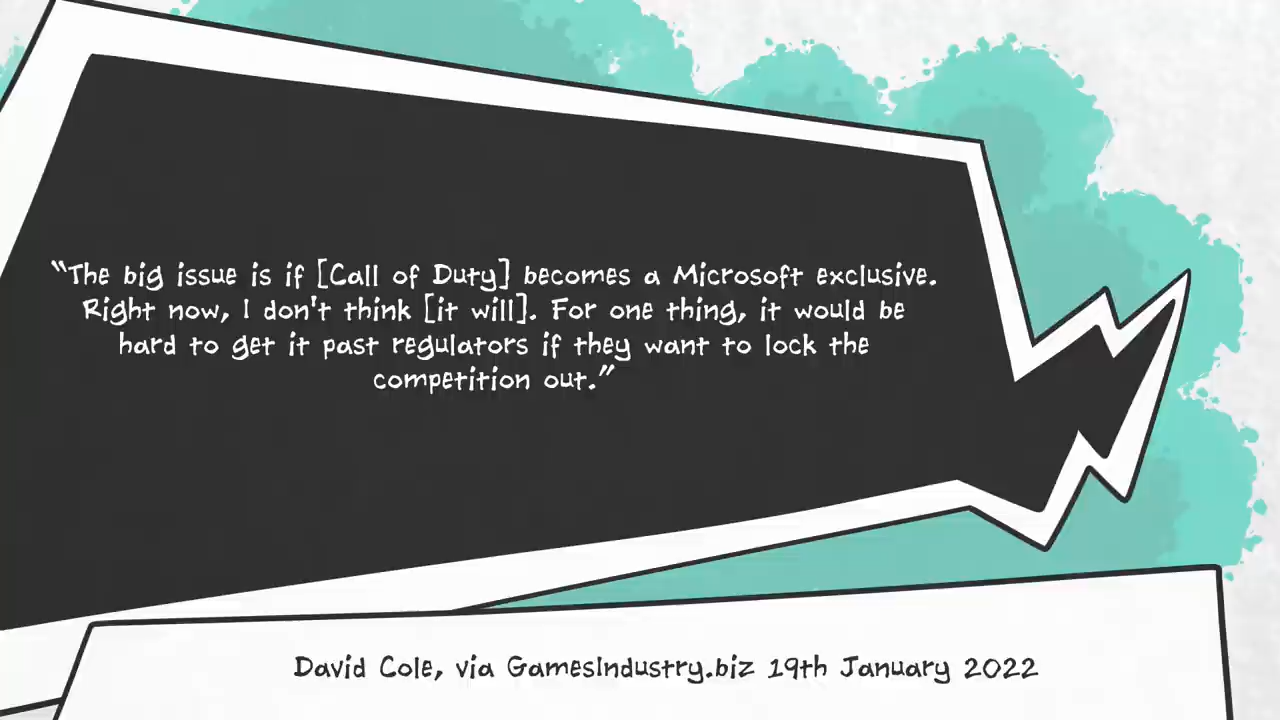 “The big issue is if [Call of Duty] becomes a Microsoft exclusive.
Right now, I don't think [it will]. For one thing, it would be
hard to get it past regulators if they want to lock the
competition out.”
David Cole, via GamesIndustry.biz 19th January 2022